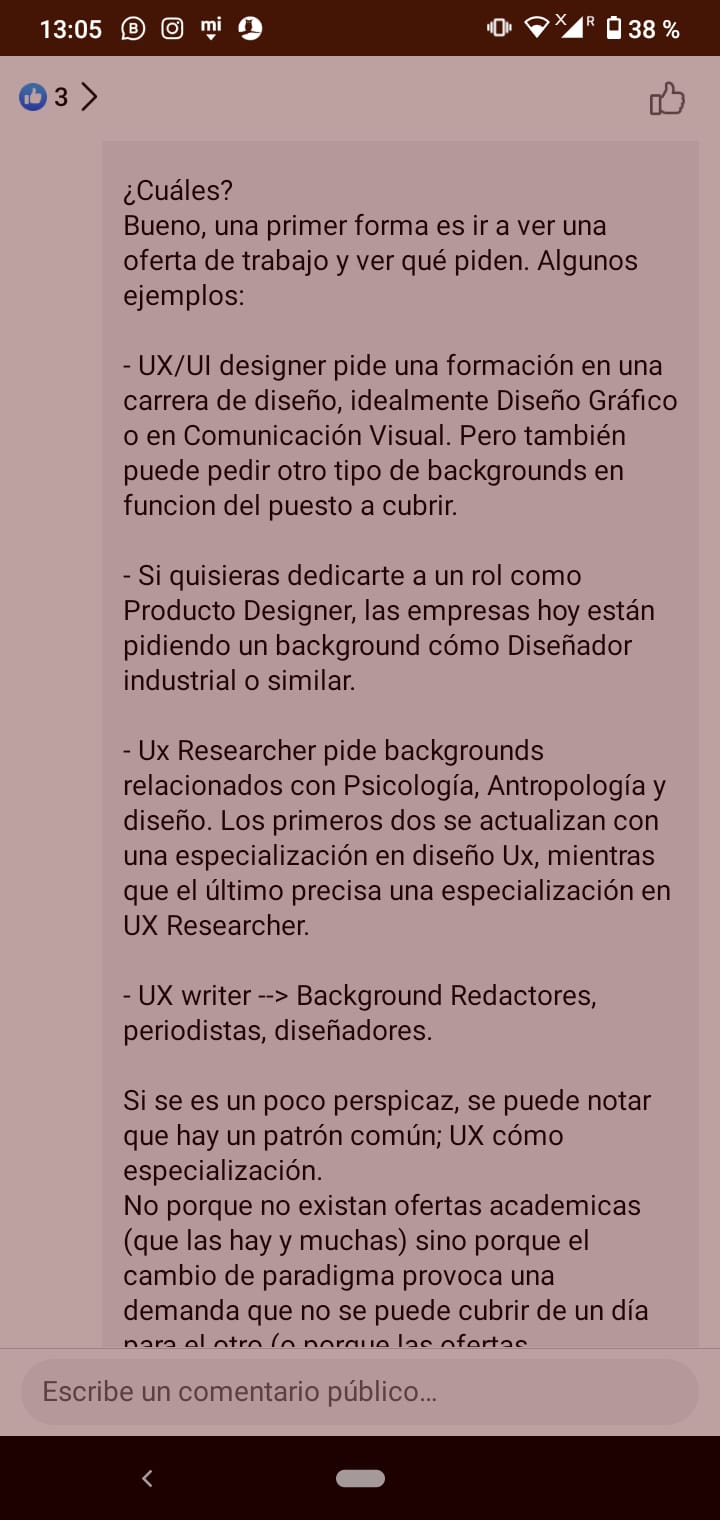 13:05 mi X R 38 %
3
¿Cuáles?
Bueno, una primer forma es ir a ver una
oferta de trabajo y ver qué piden. Algunos
ejemplos:
- UX/UI designer pide una formación en una
carrera de diseño, idealmente Diseño Gráfico
o en Comunicación Visual. Pero también
puede pedir otro tipo de backgrounds en
funcion del puesto a cubrir.
- Si quisieras dedicarte a un rol como
Producto Designer, las empresas hoy están
pidiendo un background cómo Diseñador
industrial o similar.
- Ux Researcher pide backgrounds
relacionados con Psicología, Antropología y
diseño. Los primeros dos se actualizan con
una especialización en diseño Ux, mientras
que el último precisa una especialización en
UX Researcher.
- UX writer --> Background Redactores,
periodistas, diseñadores.
Si se es un poco perspicaz, se puede notar
que hay un patrón común; UX cómo
especialización.
No porque no existan ofertas academicas
(que las hay y muchas) sino porque el
cambio de paradigma provoca una
demanda que no se puede cubrir de un día
para el otro (o porque las ofertas
Escribe un comentario público...